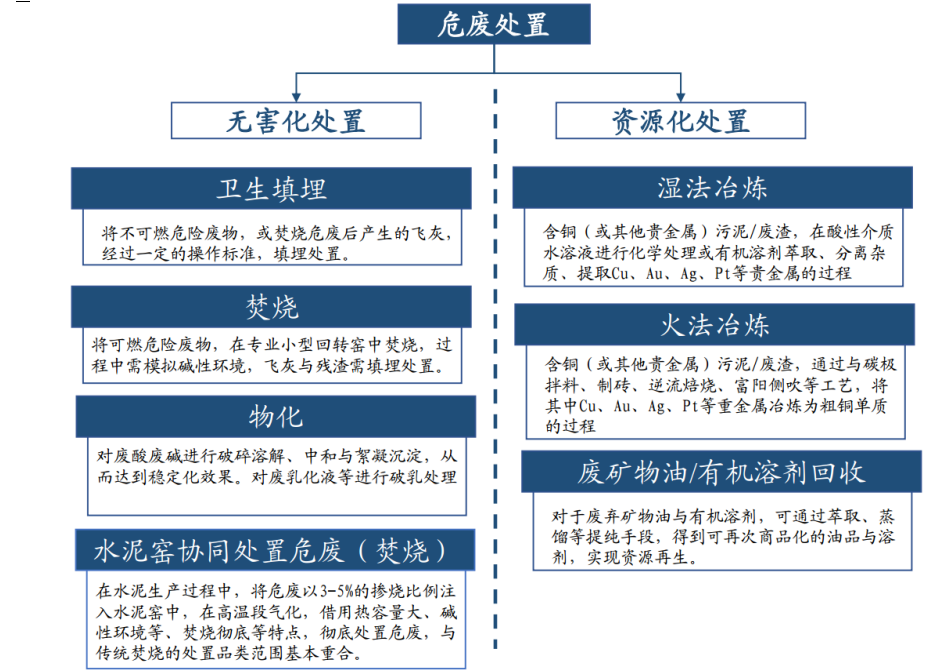 危废处置
无害化处置
卫生填埋
将不可燃危险废物，或焚烧危废后产生的飞灰，
经过一定的操作标准，填埋处置。
焚烧
将可燃危险废物，在专业小型回转窑中焚烧，过
程中需模拟碱性环境，飞灰与残渣需填埋处置。
物化
对废酸废碱进行破碎溶解、中和与絮凝沉淀，从
而达到稳定化效果。对废乳化液等进行破乳处理
水泥窑协同处置危废（焚烧）
在水泥生产过程中，将危废以3-5%的掺烧比例注
入水泥窑中，在高温段气化，借用热容量大、碱
性环境等、焚烧彻底等特点，彻底处置危废，与
传统焚烧的处置品类范围基本重合。
资源化处置
湿法冶炼
含铜（或其他贵金属）污泥/废渣，在酸性介质
水溶液进行化学处理或有机溶剂萃取、分离杂
质、提取Cu、Au、Ag、Pt等贵金属的过程
火法冶炼
含铜（或其他贵金属）污泥/废渣，通过与碳极
拌料、制砖、逆流焙烧、富阳侧吹等工艺，将
其中Cu、Au、Ag、Pt等重金属冶炼为粗铜单质
的过程
废矿物油/有机溶剂回收
对于废弃矿物油与有机溶剂，可通过萃取、蒸
馏等提纯手段，得到可再次商品化的油品与溶
剂，实现资源再生。